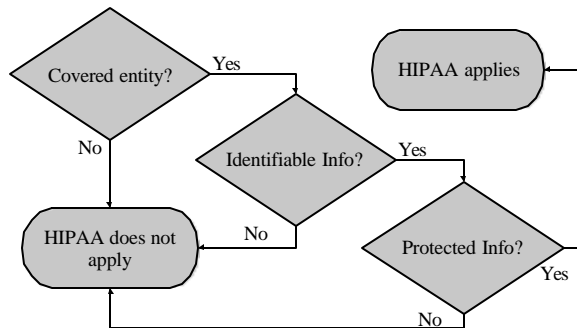 Covered entity?
Yes
HIPAA applies
No
Identifiable Info?
Yes
HIPAA does not
apply
No
Protected Info?
Yes
No